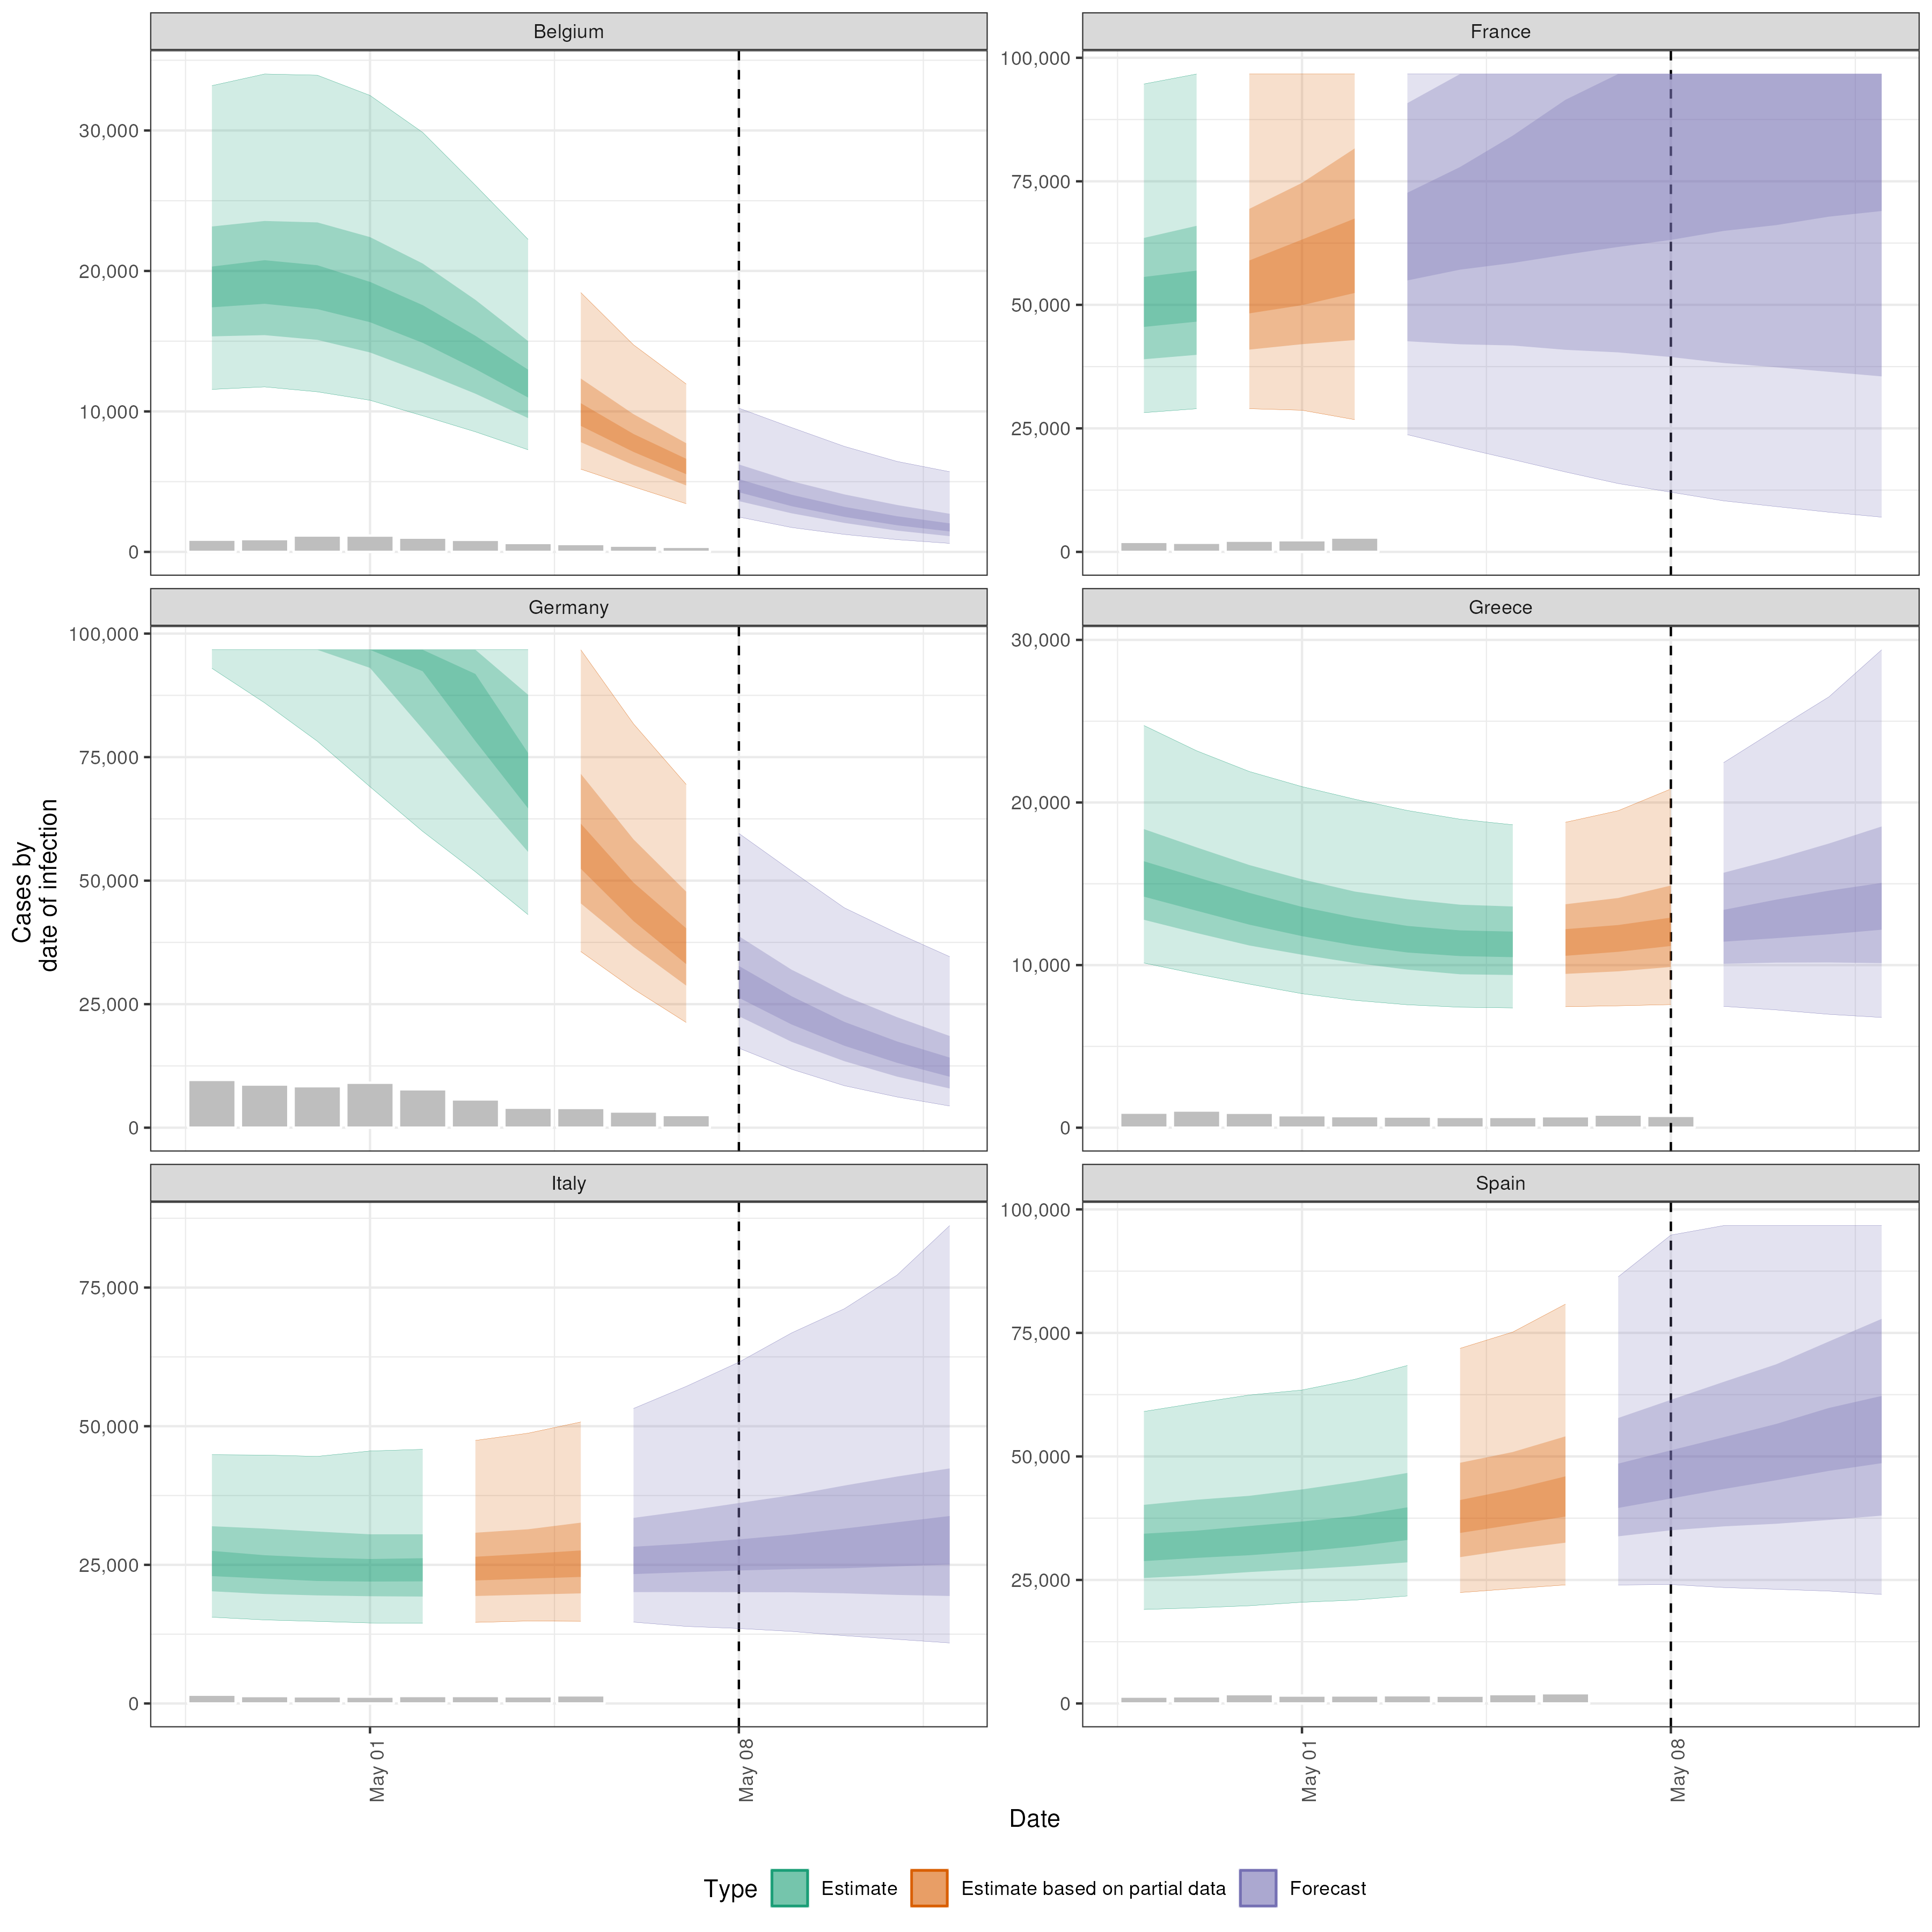 Belgium
France
30,000
20,000
10,000
0
100,000
75,000
50,000
25,000
0
Germany
Greece
100,000
75,000
50,000
25,000
0
30,000
20,000
10,000
0
Cases by
date of infection
Italy
Spain
75,000
50,000
25,000
0
100,000
75,000
50,000
25,000
0
May 01
May 08
May 01
May 08
Date
Type Estimate Estimate based on partial data Forecast